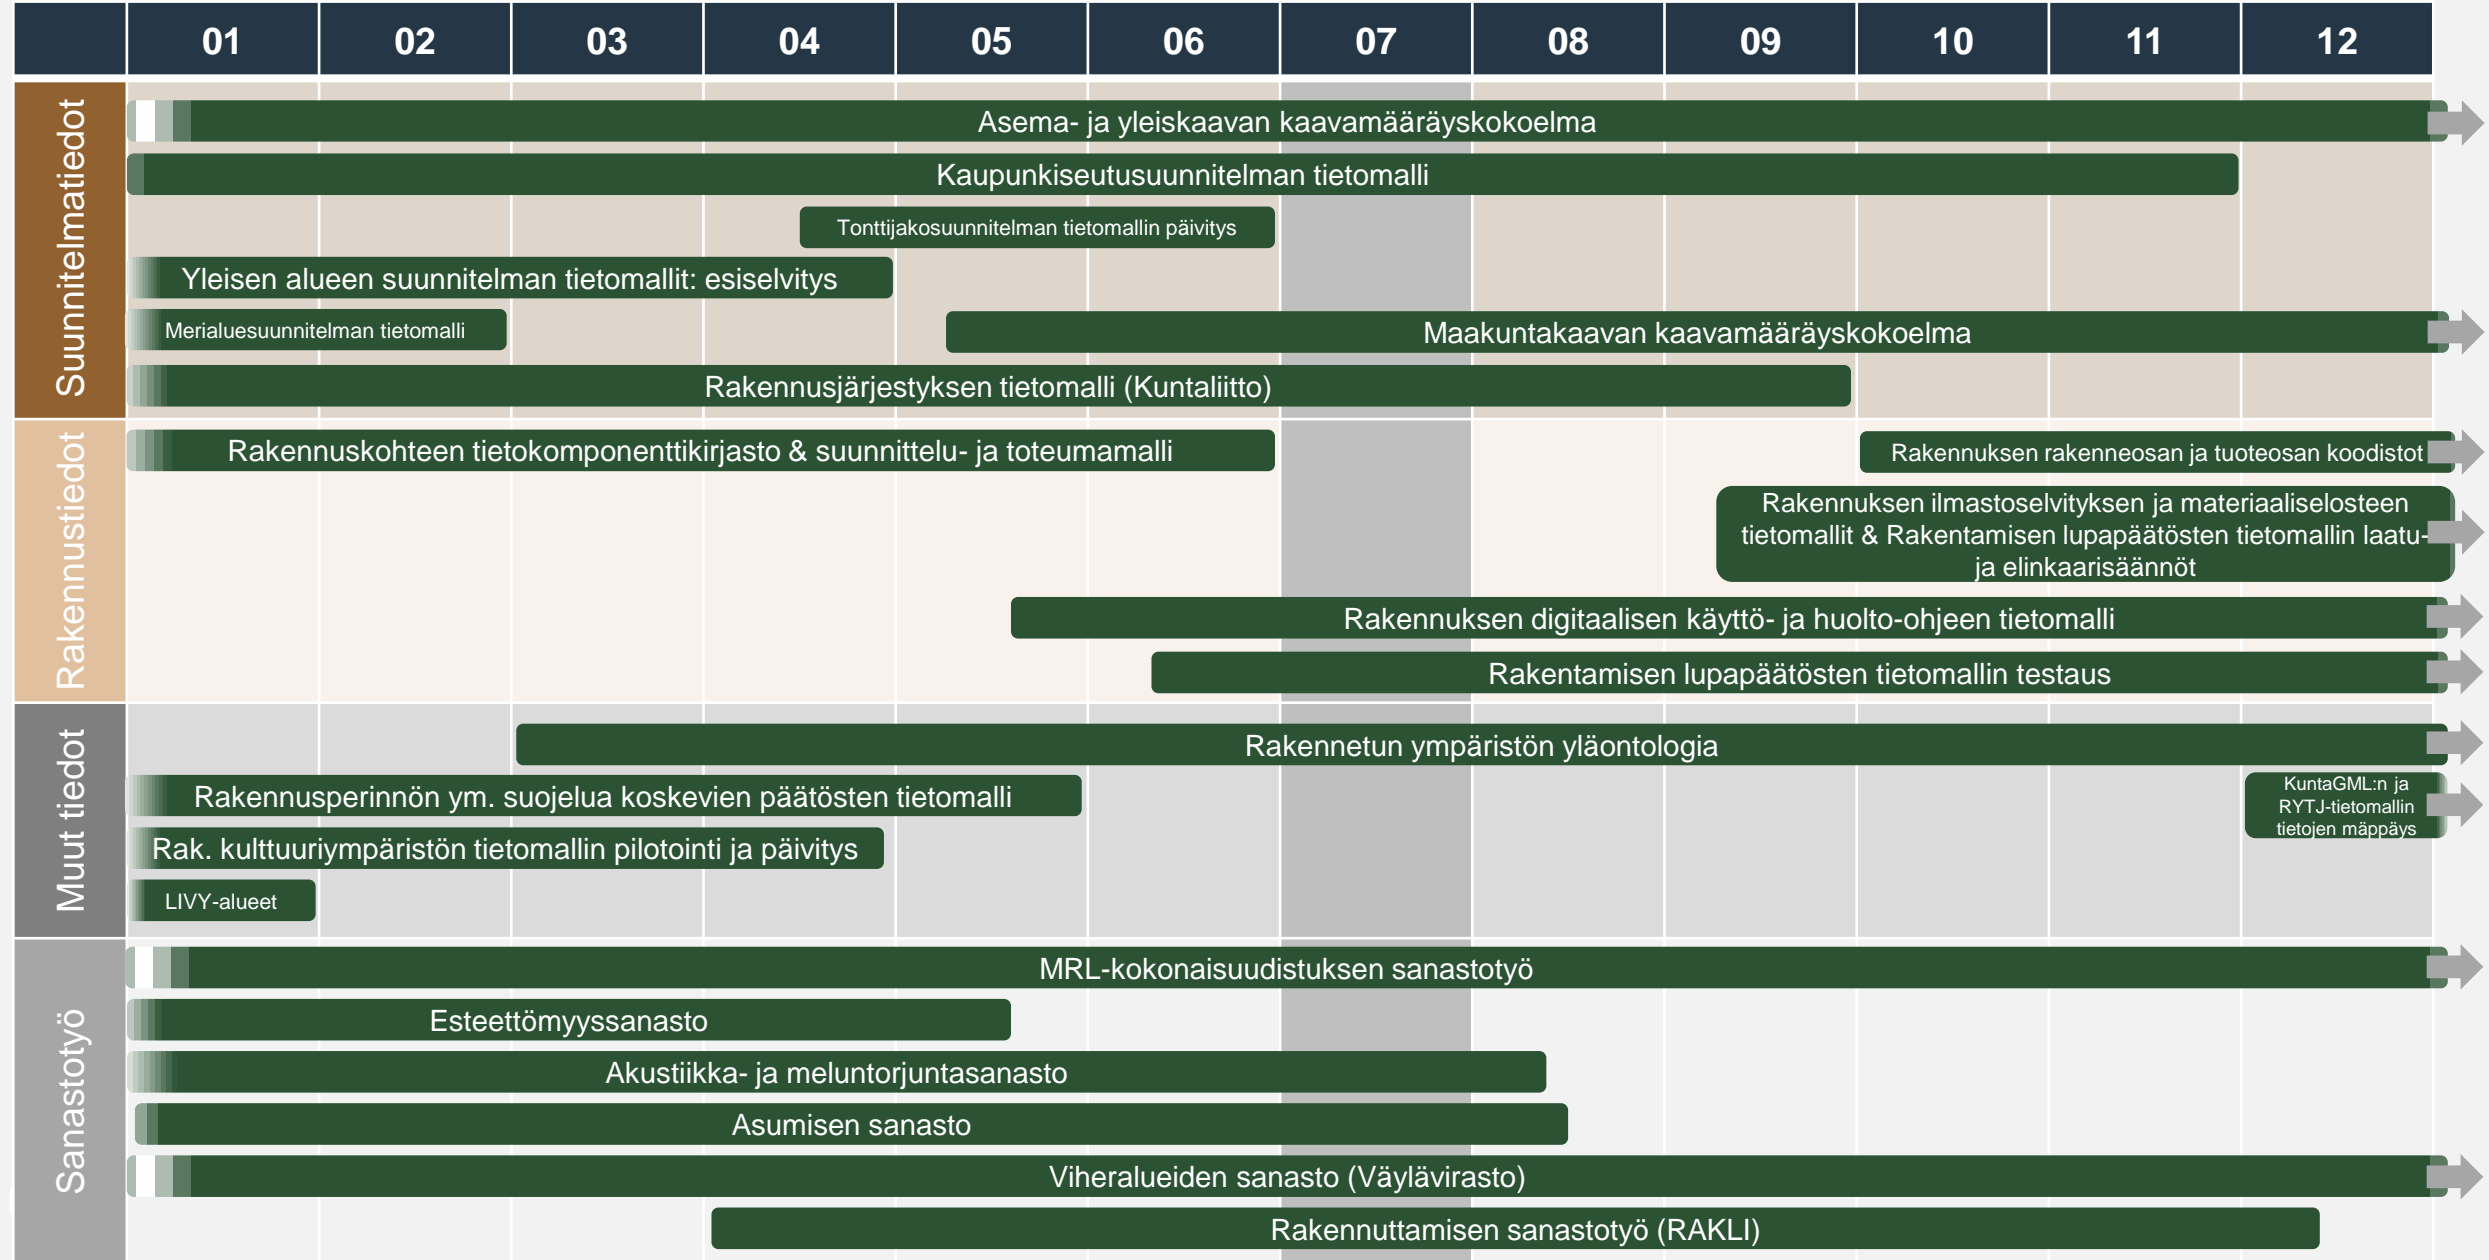 01 02 03 04 05 06 07 08 09 10 11 12
Suunnitelmatiedot
Asema- ja yleiskaavan kaavamääräyskokoelma
Kaupunkiseutusuunnitelman tietomalli
Tonttijakosuunnitelman tietomallin päivitys
Yleisen alueen suunnitelman tietomallit: esiselvitys
Merialuesuunnitelman tietomalli
Maakuntakaavan kaavamääräyskokoelma
Rakennusjärjestyksen tietomalli (Kuntaliitto)
Rakennustiedot
Rakennuskohteen tietokomponenttikirjasto & suunnittelu- ja toteumamalli
Rakennuksen rakenneosan ja tuoteosan koodistot
Rakennuksen ilmastoselvityksen ja materiaaliselosteen
tietomallit & Rakentamisen lupapäätösten tietomallin laatu-
ja elinkaarisäännöt
Rakennuksen digitaalisen käyttö- ja huolto-ohjeen tietomalli
Rakentamisen lupapäätösten tietomallin testaus
Muut tiedot
Rakennetun ympäristön yläontologia
Rakennusperinnön ym. suojelua koskevien päätösten tietomalli
KuntaGML:n ja
RYTJ-tietomallin
tietojen mäppäys
Rak. kulttuuriympäristön tietomallin pilotointi ja päivitys
LIVY-alueet
Sanastotyö
MRL-kokonaisuudistuksen sanastotyö
Esteettömyyssanasto
Akustiikka- ja meluntorjuntasanasto
Asumisen sanasto
Viheralueiden sanasto (Väylävirasto)
Rakennuttamisen sanastotyö (RAKLI)